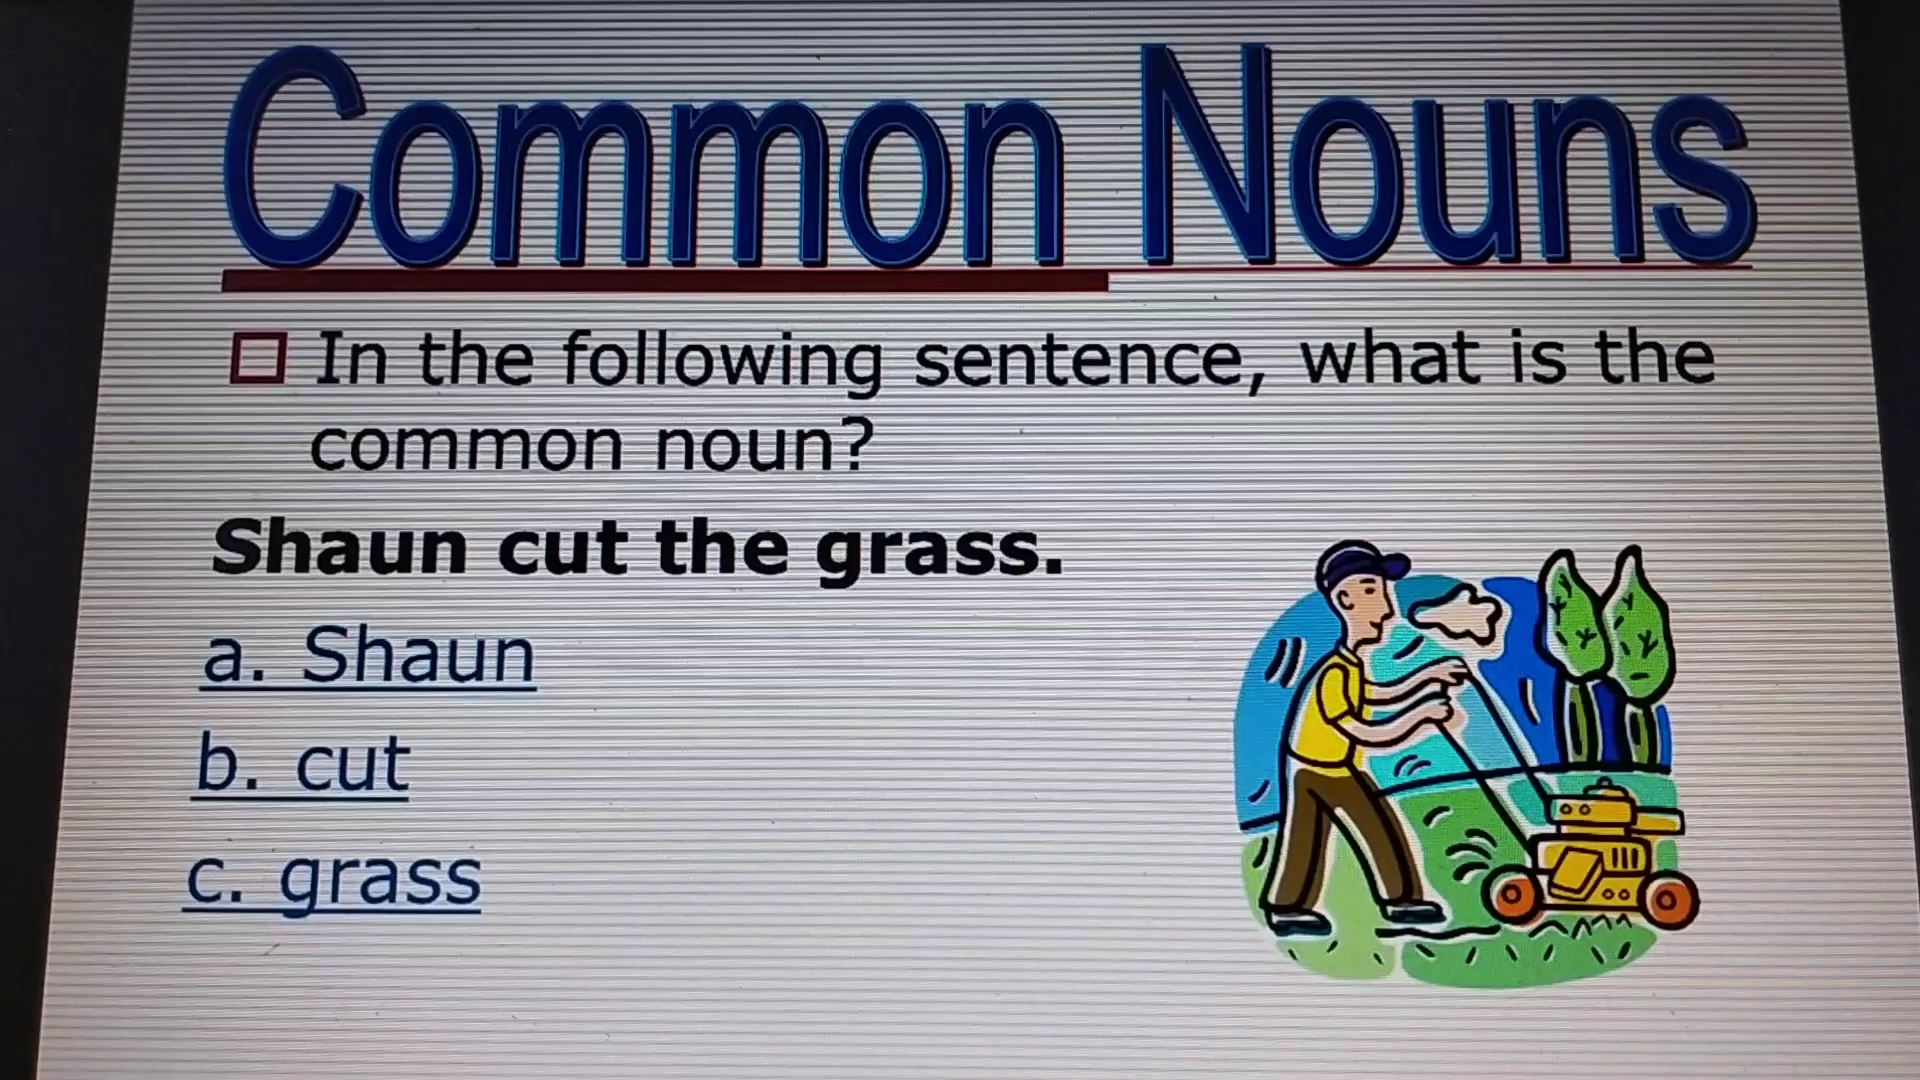 Common Nouns
In the following sentence, what is the
common noun?
Shaun cut the grass.
a. Shaun
b. cut
c. grass